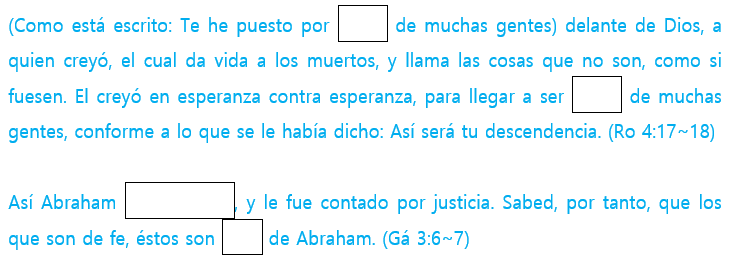 (Como está escrito: Te he puesto por de muchas gentes) delante de Dios, a
quien creyó, el cual da vida a los muertos, y llama las cosas que no son, como si
fuesen. El creyó en esperanza contra esperanza, para llegar a ser de muchas
gentes, conforme a lo que se le había dicho: Así será tu descendencia. (Ro 4:17~18)
Así Abraham , y le fue contado por justicia. Sabed, por tanto, que los
que son de fe, éstos son de Abraham. (Gá 3:6~7)